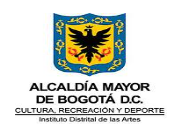 ALCALDÍA MAYOR
DE BOGOTÁ D.C.
CULTURA, RECREACIÓN Y DEPORTE
Instituto Distrital de las Artes